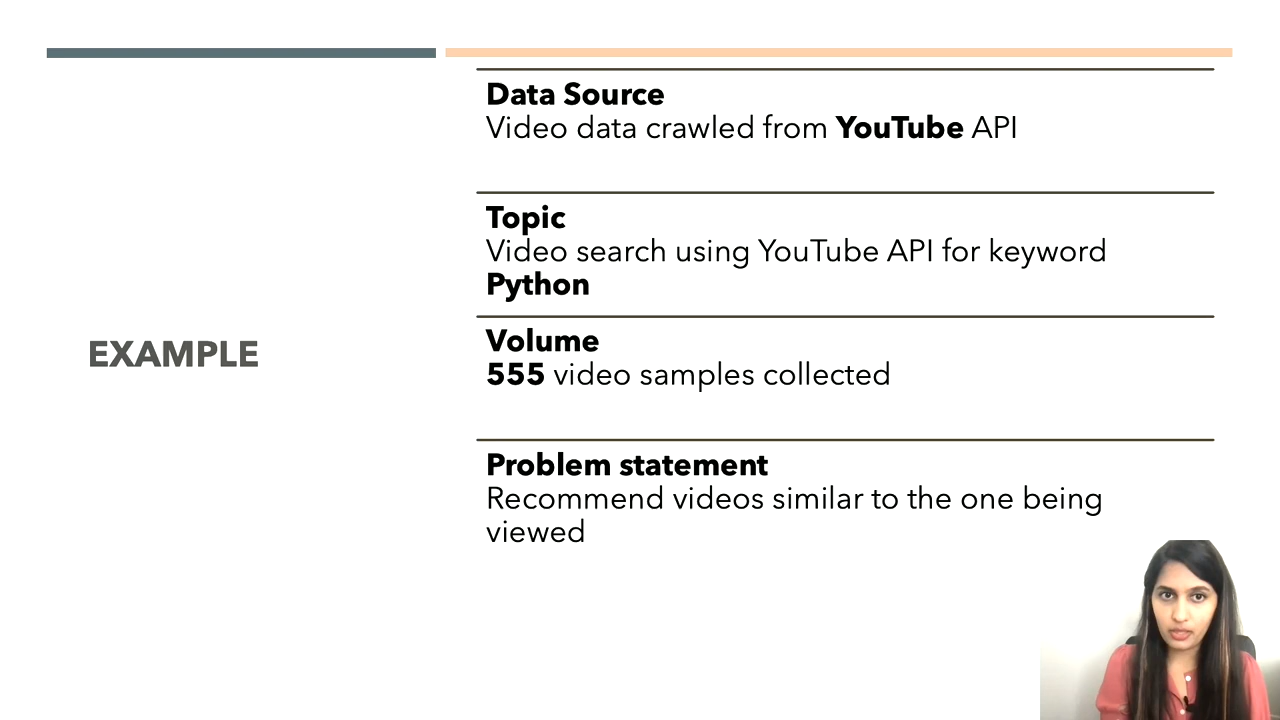 EXAMPLE
Data Source
Video data crawled from YouTube API
Topic
Video search using YouTube API for keyword
Python
Volume
555 video samples collected
Problem statement
Recommend videos similar to the one being
viewed